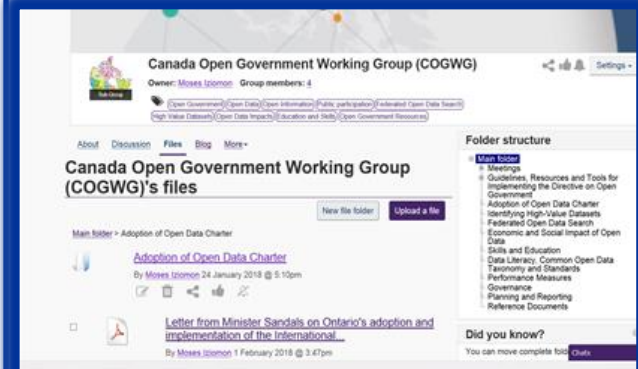 Canada Open Government Working Group (COGWG)
Owner: Moses Iziomon Group members: 4
Settings
Sub-Group
Open Government Open Data Open Information Public participation Federated Open Data Search
High Value Datasets Open Data Impacts Education and Skills Open Government Resources
About Discussion Files Blog More
Canada Open Government Working Group
(COGWG)'s files
New file folder Upload a file
Main folder > Adoption of Open Data Charter
Adoption of Open Data Charter
By Moses Iziomon 24 January 2018 @ 5:10pm
Letter from Minister Sandals on Ontario's adoption and
implementation of the International...
By Moses Iziomon 1 February 2018 @ 3:47pm
Folder structure
Main folder
Meetings
Guidelines, Resources and Tools for
Implementing the Directive on Open
Government
Adoption of Open Data Charter
Identifying High-Value Datasets
Federated Open Data Search
Economic and Social Impact of Open
Data
Skills and Education
Data Literacy, Common Open Data
Taxonomy and Standards
Performance Measures
Governance
Planning and Reporting
Reference Documents
Did you know?
You can move complete fold
Chats